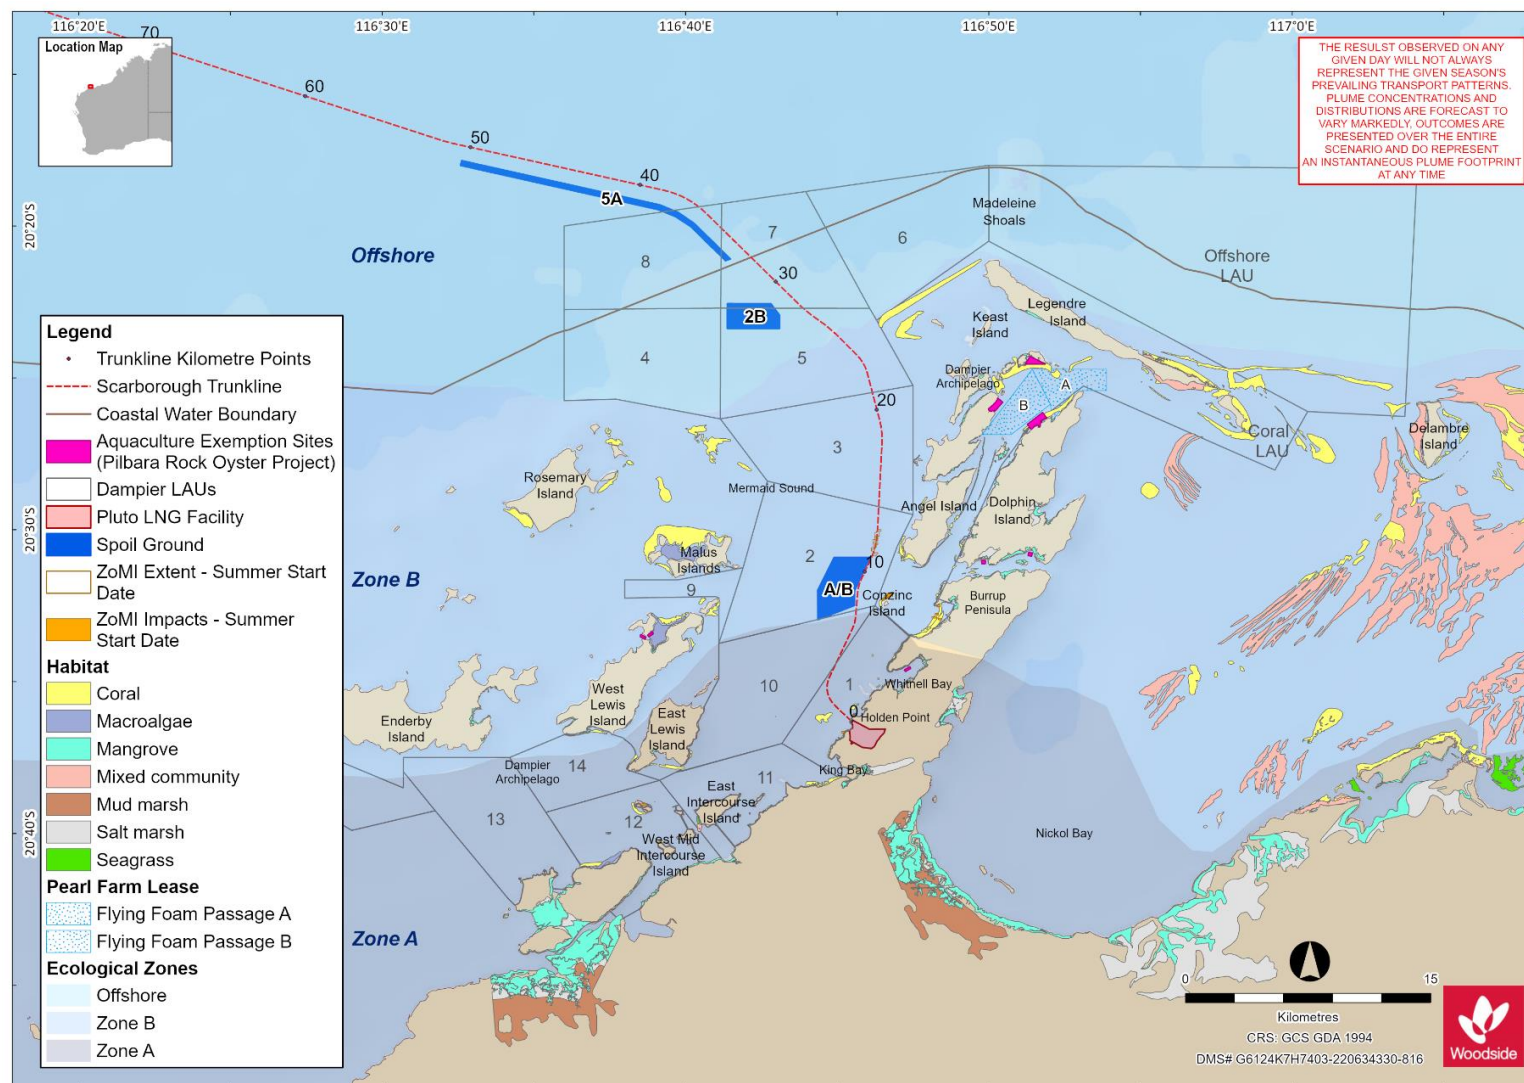 116°20'E
116°30'E
116°40'E
116°50'E
117°0'E
70
Location Map
THE RESULST OBSERVED ON ANY
GIVEN DAY WILL NOT ALWAYS
REPRESENT THE GIVEN SEASON'S
PREVAILING TRANSPORT PATTERNS.
PLUME CONCENTRATIONS AND
DISTRIBUTIONS ARE FORECAST TO
VARY MARKEDLY, OUTCOMES ARE
PRESENTED OVER THE ENTIRE
SCENARIO AND DO REPRESENT
AN INSTANTANEOUS PLUME FOOTPRINT
AT ANY TIME
60
50
40
5A
20°20'S
Madeleine
Shoals
7
6
Offshore
8
Offshore
LAU
30
Legendre
Island
Keast
Island
2B
4
5
Dampier
Archipelago
A
B
20
3
Coral
LAU
Delambre
Island
Rosemary
Island
Mermaid Sound
Angel Island
Dolphin
Island
20°30'S
Malus
Islands
2
10
Zone B
9
A/B
Conzinc
Island
Burrup
Penisula
10
1
Whitnell Bay
West
Lewis
Island
0
Holden Point
Enderby
Island
East
Lewis
Island
Dampier
Archipelago
14
King Bay
11
East
Intercourse
Island
13
12
West Mid
Intercourse
Island
Nickol Bay
20°40'S
Zone A
Legend
Trunkline Kilometre Points
Scarborough Trunkline
Coastal Water Boundary
Aquaculture Exemption Sites
(Pilbara Rock Oyster Project)
Dampier LAUs
Pluto LNG Facility
Spoil Ground
ZoMI Extent - Summer Start
Date
ZoMI Impacts - Summer
Start Date
Habitat
Coral
Macroalgae
Mangrove
Mixed community
Mud marsh
Salt marsh
Seagrass
Pearl Farm Lease
Flying Foam Passage A
Flying Foam Passage B
Ecological Zones
Offshore
Zone B
Zone A
0
15
Kilometres
CRS: GCS GDA 1994
DMS# G6124K7H7403-220634330-816
Woodside